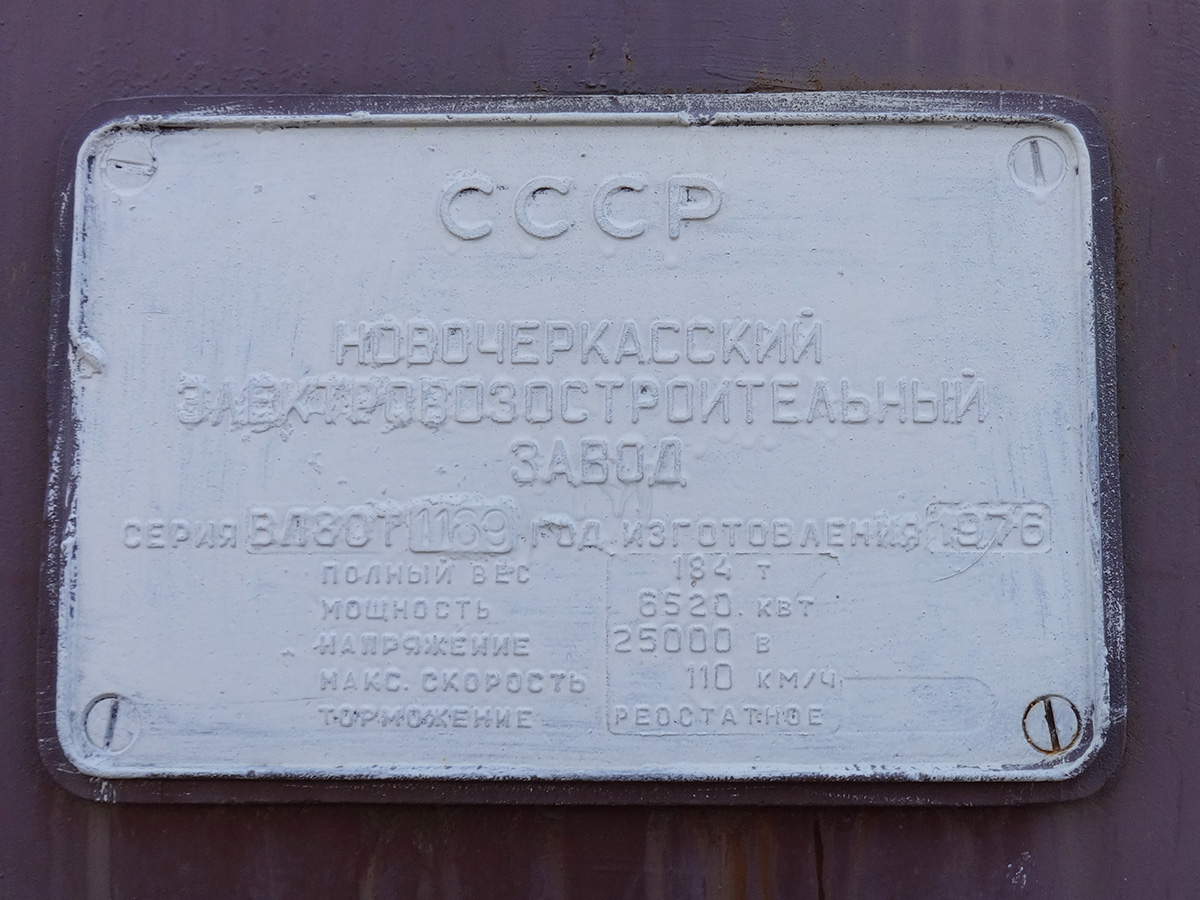 СССР
НОВОЧЕРКАССКИЙ
ЭЛЕКТРОВОЗОСТРОИТЕЛЬНЫЙ
ЗАВОД
СЕРИЯ ВЛ80Т 1169 ГОД ИЗГОТОВЛЕНИЯ 1976
ПОЛНЫЙ ВЕС 184 Т
МОЩНОСТЬ 6520. КВТ
НАПРЯЖЕНИЕ 25000 В
МАКС. СКОРОСТЬ 110 КМ/Ч
ТОРМОЖЕНИЕ РЕОСТАТНОЕ